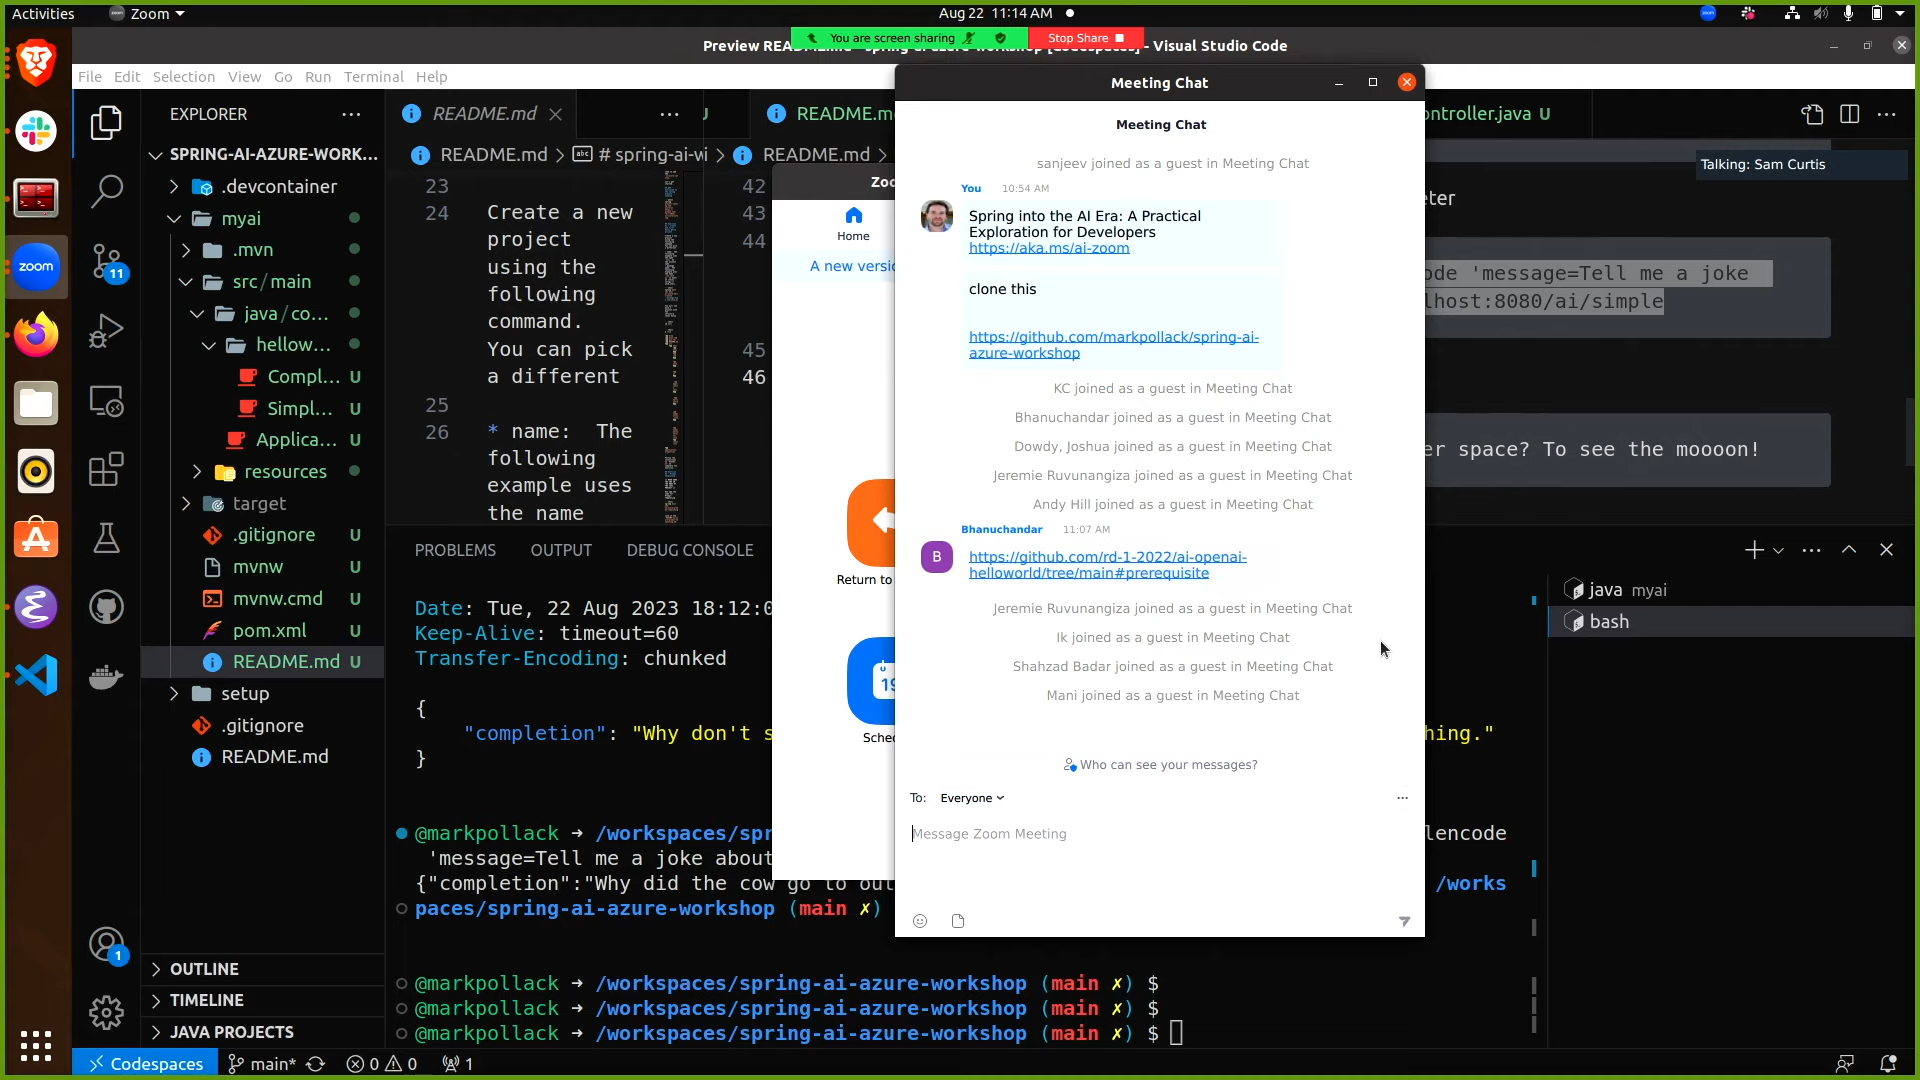 Activities
Zoom
Aug 22 11:14 AM
zoom
You are screen sharing
Stop Share
- Visual Studio Code
File Edit Selection View Go Run Terminal Help
EXPLORER
SPRING-AI-AZURE-WORK...
.devcontainer
myai
.mvn
src/main
java/co...
hellow...
Compl... U
Simpl... U
Applica... U
resources
target
.gitignore U
mvnw U
mvnw.cmd U
pom.xml U
README.md U
setup
.gitignore
README.md
OUTLINE
TIMELINE
JAVA PROJECTS
11
1
README.md
README.md > # spring-ai-w
23
24 Create a new
project
using the
following
command.
You can pick
a different
25
26 * name: The
following
example uses
the name
README.m
README.md >
42
43
44
45
46
Home
A new versi
Return to
19
Sched
Meeting Chat
Meeting Chat
sanjeev joined as a guest in Meeting Chat
You 10:54 AM
Spring into the AI Era: A Practical
Exploration for Developers
https://aka.ms/ai-zoom
clone this
https://github.com/markpollack/spring-ai-
azure-workshop
KC joined as a guest in Meeting Chat
Bhanuchandar joined as a guest in Meeting Chat
Dowdy, Joshua joined as a guest in Meeting Chat
Jeremie Ruvunangiza joined as a guest in Meeting Chat
Andy Hill joined as a guest in Meeting Chat
Bhanuchandar 11:07 AM
B
https://github.com/rd-1-2022/ai-openai-
helloworld/tree/main#prerequisite
Jeremie Ruvunangiza joined as a guest in Meeting Chat
Ik joined as a guest in Meeting Chat
Shahzad Badar joined as a guest in Meeting Chat
Mani joined as a guest in Meeting Chat
Who can see your messages?
To: Everyone
Message Zoom Meeting
ntroller.java U
Talking: Sam Curtis
eter
ode 'message=Tell me a joke
lhost:8080/ai/simple
er space? To see the moooon!
PROBLEMS OUTPUT DEBUG CONSOLE
Date: Tue, 22 Aug 2023 18:12:0
Keep-Alive: timeout=60
Transfer-Encoding: chunked
{
"completion": "Why don't s hing."
}
@markpollack → /workspaces/spr lencode
'message=Tell me a joke about
{"completion":"Why did the cow go to out /works
paces/spring-ai-azure-workshop (main ✗)
@markpollack → /workspaces/spring-ai-azure-workshop (main ✗) $
@markpollack → /workspaces/spring-ai-azure-workshop (main ✗) $
@markpollack → /workspaces/spring-ai-azure-workshop (main ✗) $
java myai
bash
zoom
Codespaces main* 0 0 1